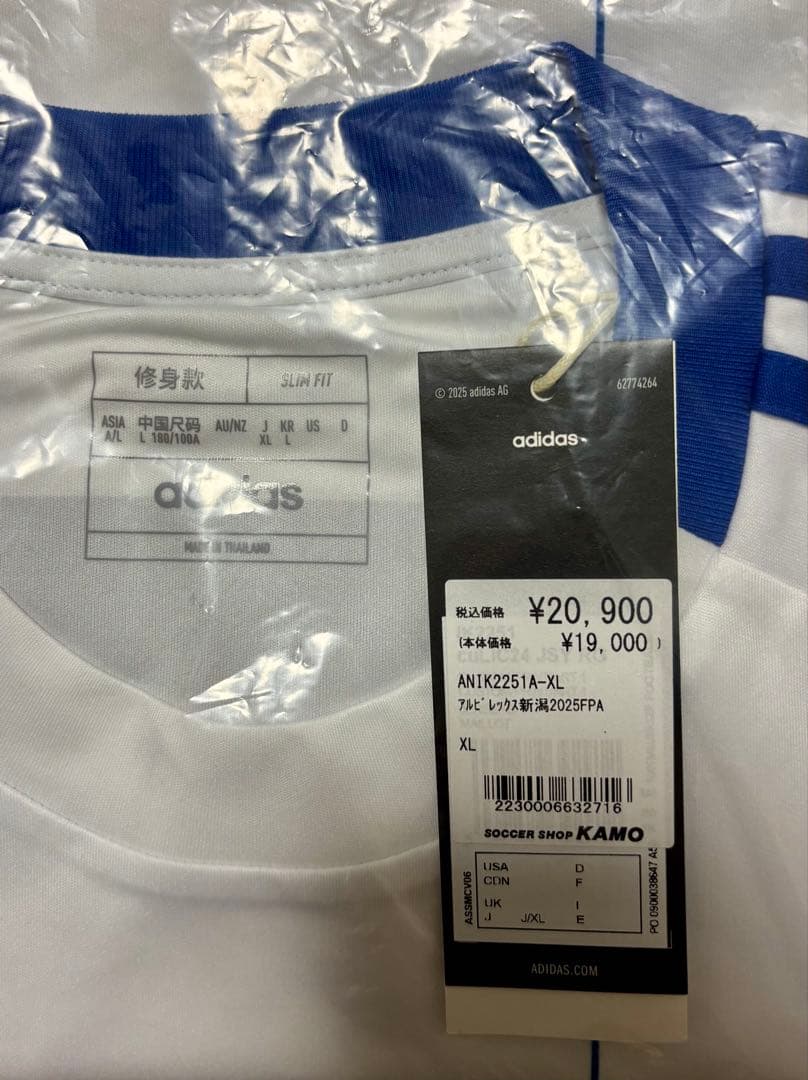 修身款 SLIM FIT
ASIA 中国尺码 AU/NZ J KR US D
A/L L 180/100A XL L
adidas
MADE IN THAILAND
© 2025 adidas AG 62774264
adidas
税込価格 ¥20,900
(本体価格 ¥19,000 )
ANIK2251A-XL
アルビレックス新潟2025FPA
XL
2230006632716
SOCCER SHOP KAMO
USA D
CDN F
UK I
J J/XL E
ASSMCV06
PO 0900038647
ADIDAS.COM